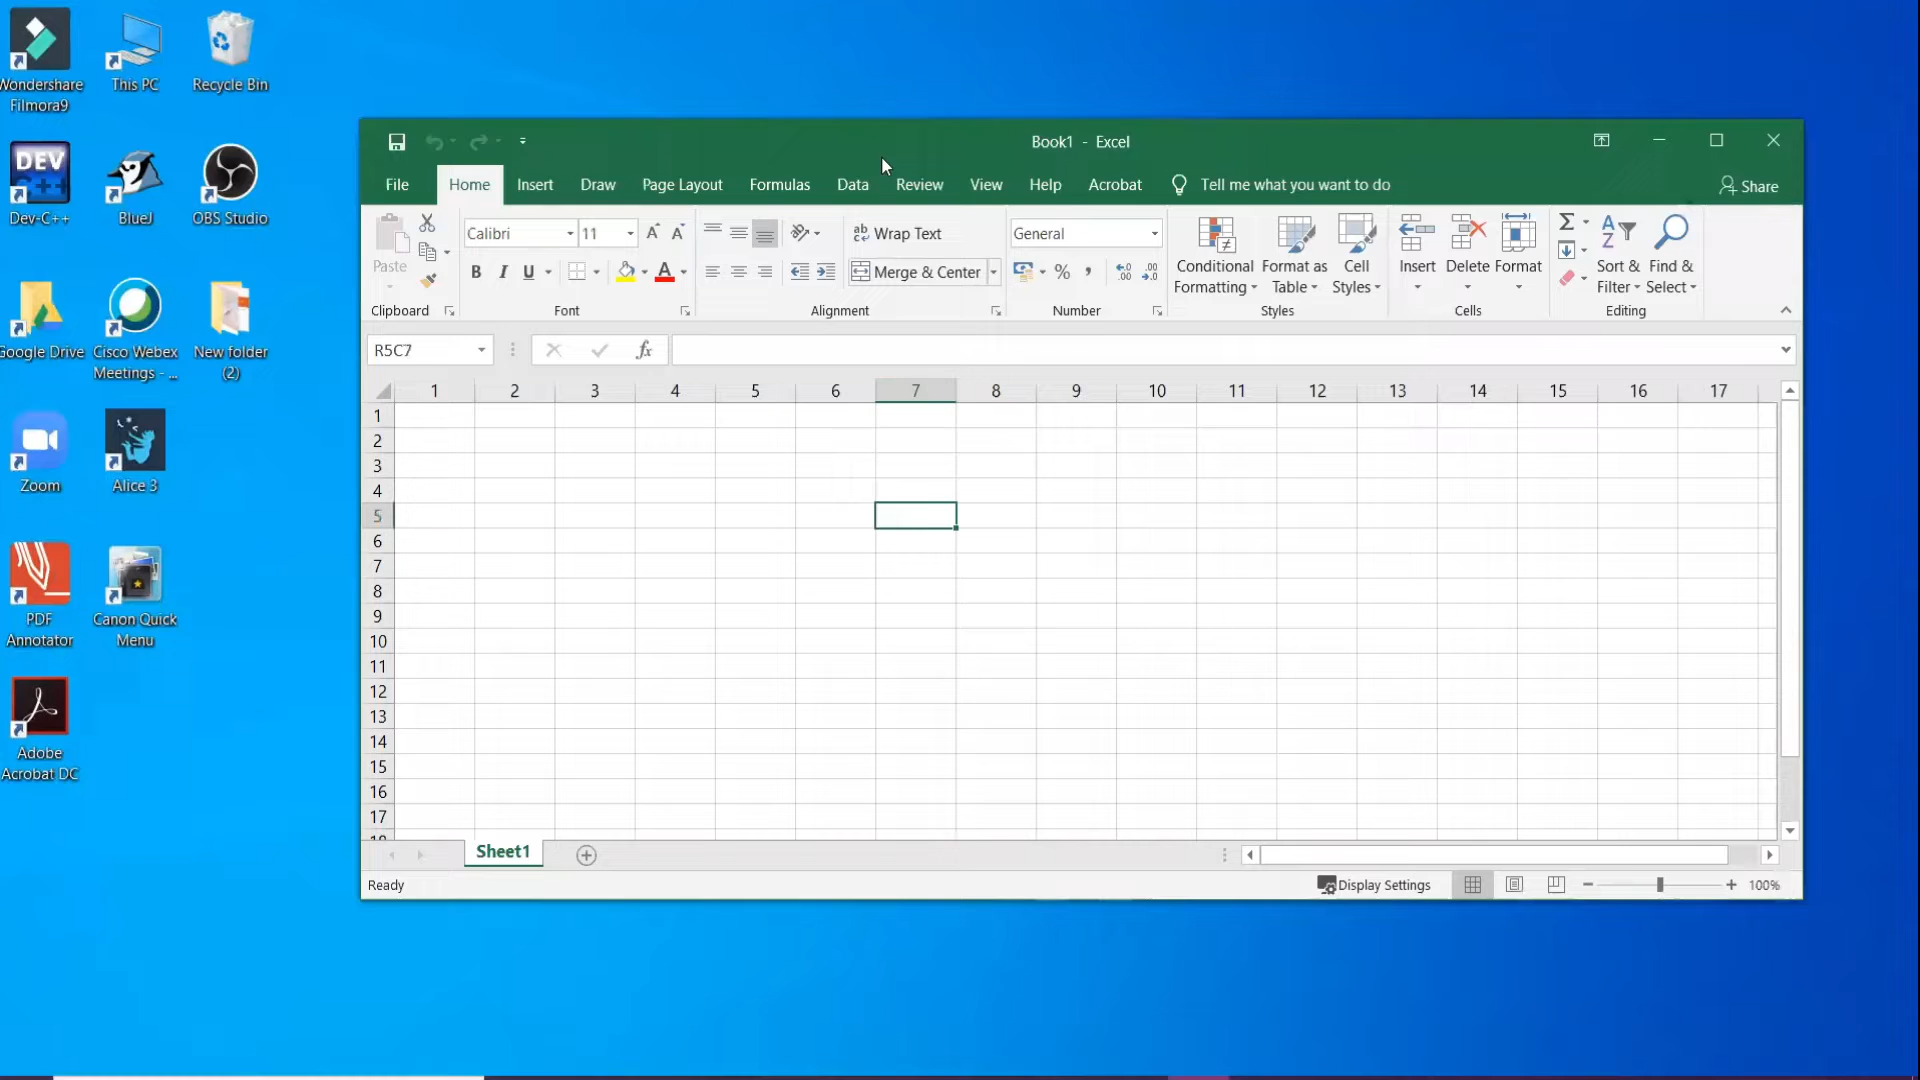 Wondershare
Filmora9
This PC
Recycle Bin
DEV
C++
Dev-C++
BlueJ
OBS Studio
Google Drive
Cisco Webex
Meetings - ...
New folder
(2)
Zoom
Alice 3
PDF
Annotator
Canon Quick
Menu
Adobe
Acrobat DC
Book1 - Excel
File Home Insert Draw Page Layout Formulas Data Review View Help Acrobat Tell me what you want to do Share
Paste
Clipboard
Calibri 11
B I U A
Font
ab Wrap Text
Merge & Center
Alignment
General
% ,
Number
Conditional
Formatting
Format as
Table
Cell
Styles
Styles
Insert
Delete
Format
Cells
Σ
Sort &
Filter
Find &
Select
Editing
R5C7
fx
1 2 3 4 5 6 7 8 9 10 11 12 13 14 15 16 17
1
2
3
4
5
6
7
8
9
10
11
12
13
14
15
16
17
Sheet1
Ready
Display Settings
100%